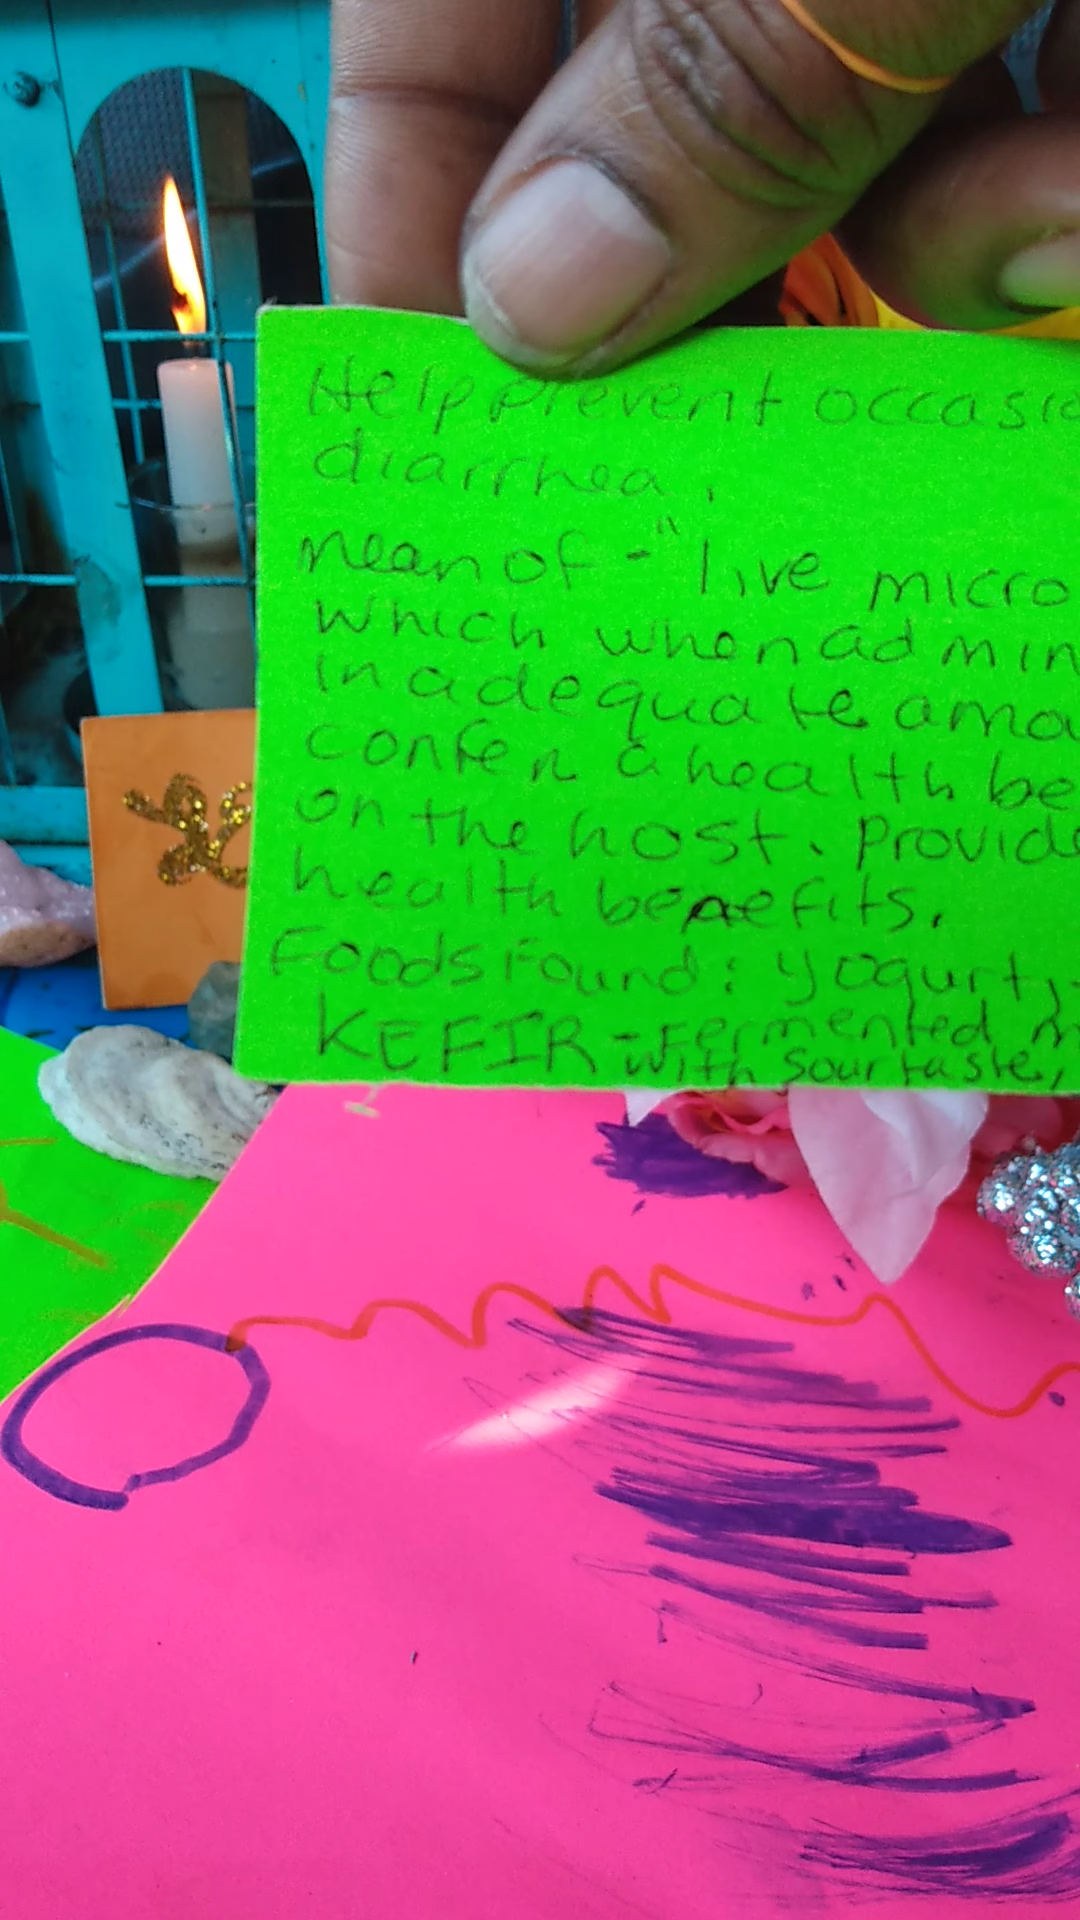 Help prevent occasio
diarrhea.
mean of - "live micro
which when admin
in adequate amou
confer a health be
on the host. provide
health benefits.
Foods Found: yogurt,
KEFIR - Fermented m
with sour taste,